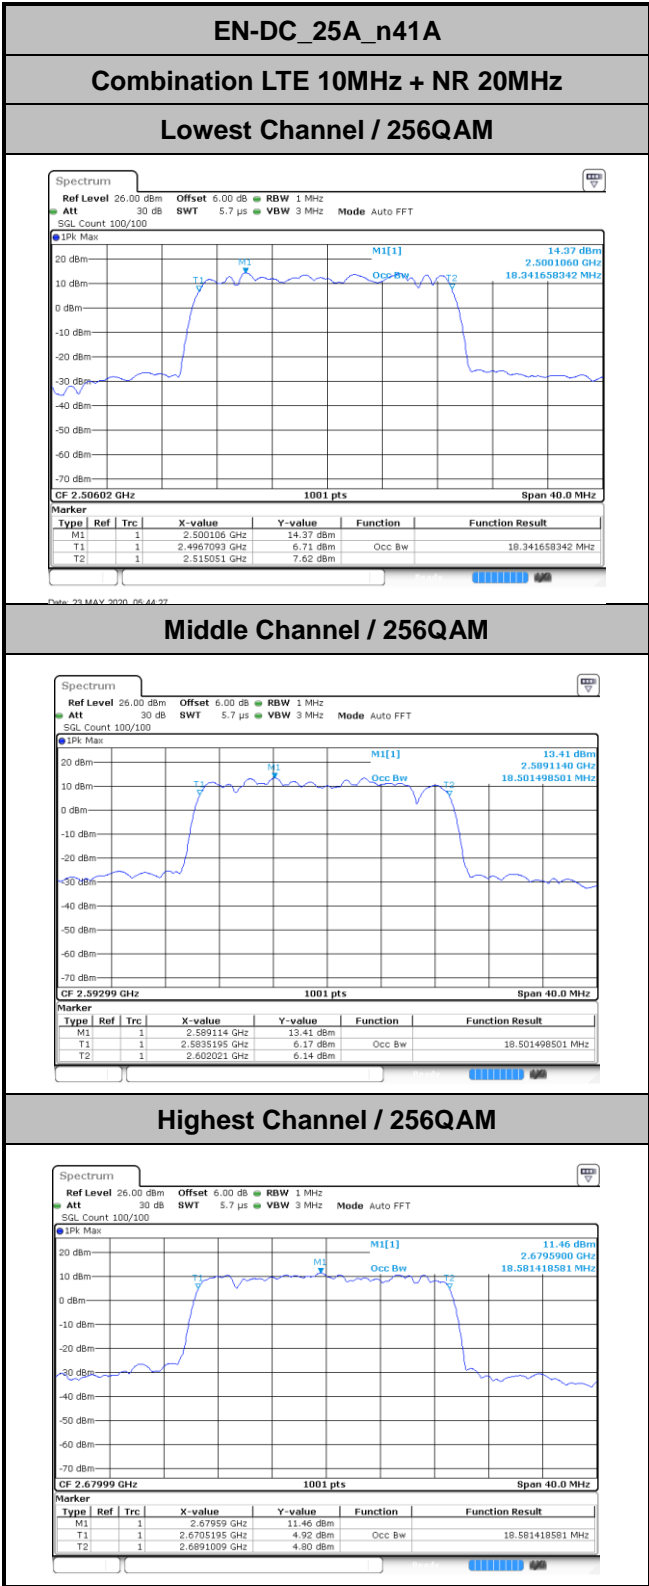 EN-DC_25A_n41A
Combination LTE 10MHz + NR 20MHz
Lowest Channel / 256QAM
Spectrum
Ref Level 26.00 dBm Offset 6.00 dB RBW 1 MHz
Att 30 dB SWT 5.7 µs VBW 3 MHz Mode Auto FFT
SGL Count 100/100
1Pk Max
M1[1] 14.37 dBm
2.5001060 GHz
Occ Bw 18.341658342 MHz
20 dBm
M1
10 dBm
T1
T2
0 dBm
-10 dBm
-20 dBm
-30 dBm
-40 dBm
-50 dBm
-60 dBm
-70 dBm
CF 2.50602 GHz 1001 pts Span 40.0 MHz
Marker
Type Ref Trc X-value Y-value Function Function Result
M1 1 2.500106 GHz 14.37 dBm
T1 1 2.4967093 GHz 6.71 dBm Occ Bw 18.341658342 MHz
T2 1 2.515051 GHz 7.62 dBm
Date: 23.MAY.2020 05:44:27
Middle Channel / 256QAM
Spectrum
Ref Level 26.00 dBm Offset 6.00 dB RBW 1 MHz
Att 30 dB SWT 5.7 µs VBW 3 MHz Mode Auto FFT
SGL Count 100/100
1Pk Max
M1[1] 13.41 dBm
2.5891140 GHz
Occ Bw 18.501498501 MHz
20 dBm
M1
10 dBm
T1
T2
0 dBm
-10 dBm
-20 dBm
-30 dBm
-40 dBm
-50 dBm
-60 dBm
-70 dBm
CF 2.59299 GHz 1001 pts Span 40.0 MHz
Marker
Type Ref Trc X-value Y-value Function Function Result
M1 1 2.589114 GHz 13.41 dBm
T1 1 2.5835195 GHz 6.17 dBm Occ Bw 18.501498501 MHz
T2 1 2.602021 GHz 6.14 dBm
Highest Channel / 256QAM
Spectrum
Ref Level 26.00 dBm Offset 6.00 dB RBW 1 MHz
Att 30 dB SWT 5.7 µs VBW 3 MHz Mode Auto FFT
SGL Count 100/100
1Pk Max
M1[1] 11.46 dBm
2.6795900 GHz
Occ Bw 18.581418581 MHz
20 dBm
M1
10 dBm
T1
T2
0 dBm
-10 dBm
-20 dBm
-30 dBm
-40 dBm
-50 dBm
-60 dBm
-70 dBm
CF 2.67999 GHz 1001 pts Span 40.0 MHz
Marker
Type Ref Trc X-value Y-value Function Function Result
M1 1 2.67959 GHz 11.46 dBm
T1 1 2.6705195 GHz 4.92 dBm Occ Bw 18.581418581 MHz
T2 1 2.6891009 GHz 4.80 dBm